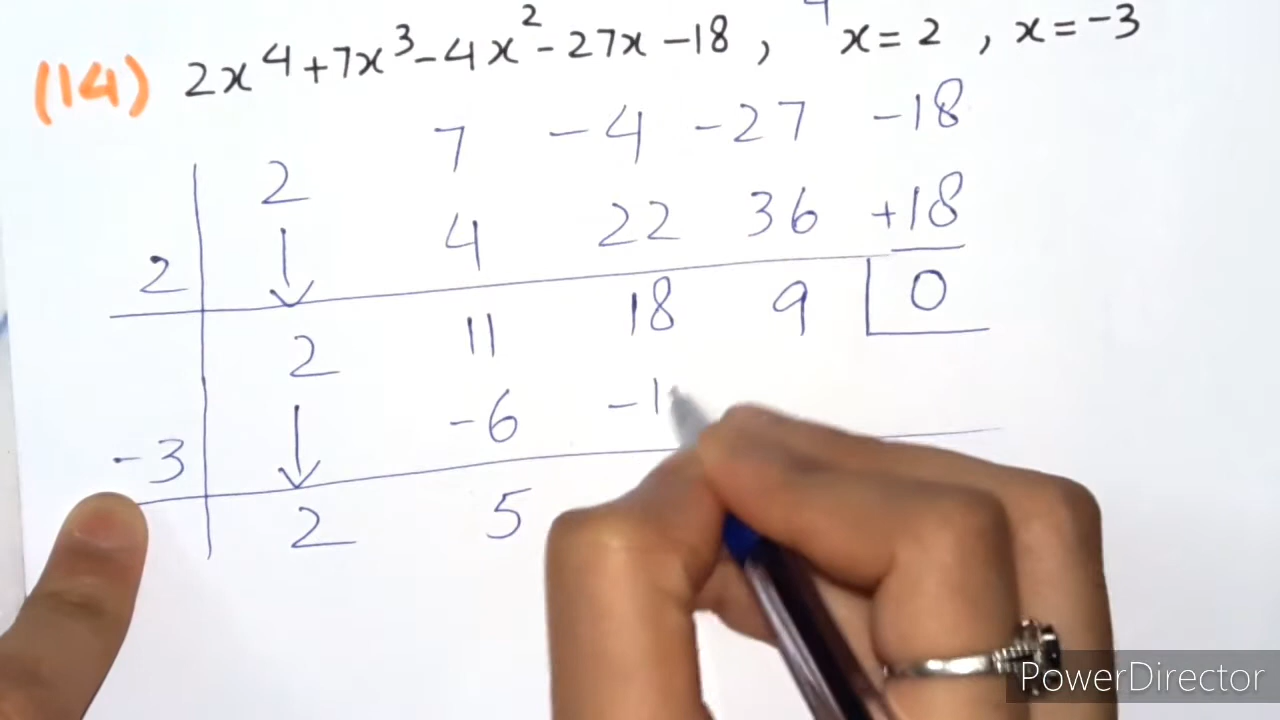 (14) 2x⁴+7x³-4x²-27x-18, x=2, x=-3
2 7 -4 -27 -18
2 4 22 36 +18
2 11 18 9 0
-3 -6 -1
2 5
PowerDirector